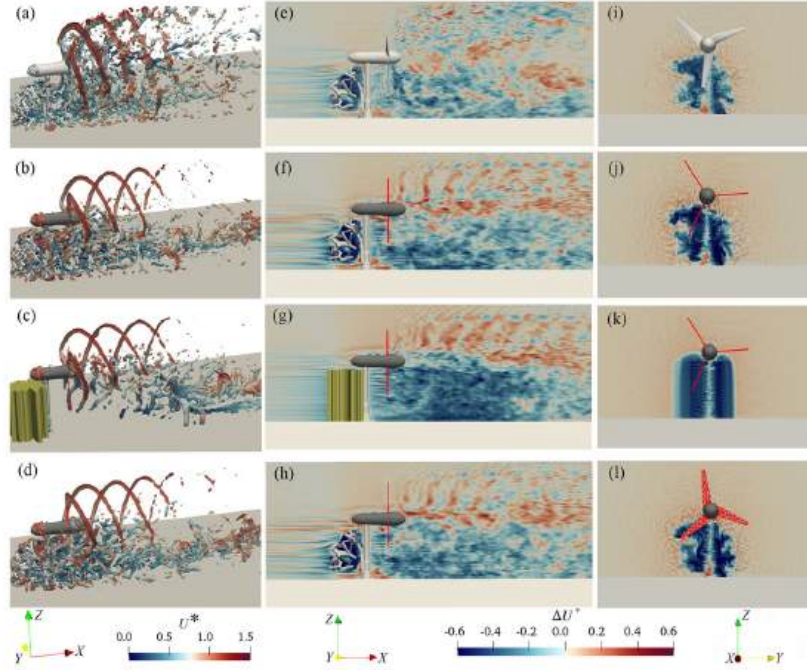 (a) (e) (i)
(b) (f) (j)
(c) (g) (k)
(d) (h) (l)
Z Y X
U*
0.0 0.5 1.0 1.5
Z Y X
ΔU*
-0.6 -0.4 -0.2 0.0 0.2 0.4 0.6
Z X Y